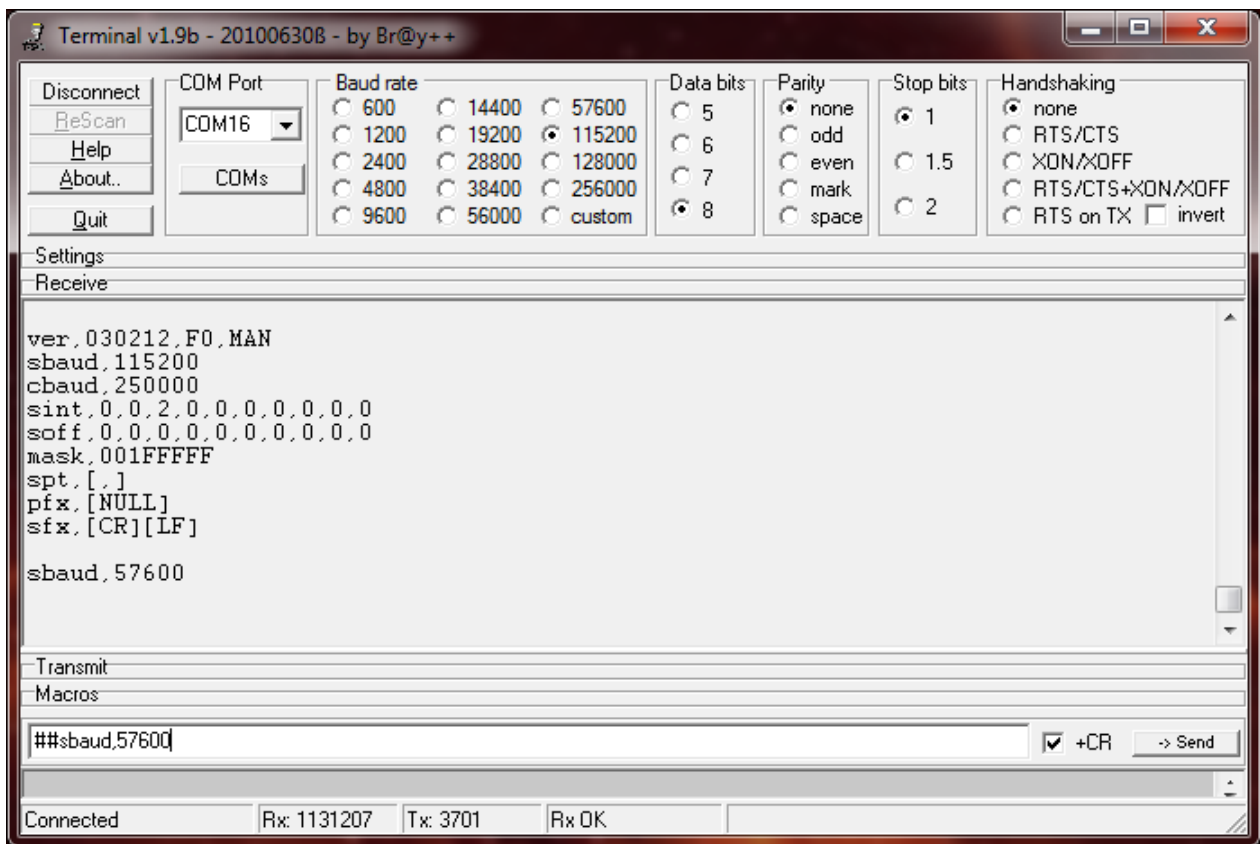 Terminal v1.9b - 20100630ß - by Br@y++
Disconnect
ReScan
Help
About..
Quit
COM Port
COM16
COMs
Baud rate
600 14400 57600
1200 19200 115200
2400 28800 128000
4800 38400 256000
9600 56000 custom
Data bits
5
6
7
8
Parity
none
odd
even
mark
space
Stop bits
1
1.5
2
Handshaking
none
RTS/CTS
XON/XOFF
RTS/CTS+XON/XOFF
RTS on TX invert
Settings
Receive
ver,030212,F0,MAN
sbaud,115200
cbaud,250000
sint,0,0,2,0,0,0,0,0,0,0
soff,0,0,0,0,0,0,0,0,0,0
mask,001FFFFF
spt,[,]
pfx,[NULL]
sfx,[CR][LF]
sbaud,57600
Transmit
Macros
##sbaud,57600
+CR
-> Send
Connected Rx: 1131207 Tx: 3701 Rx OK